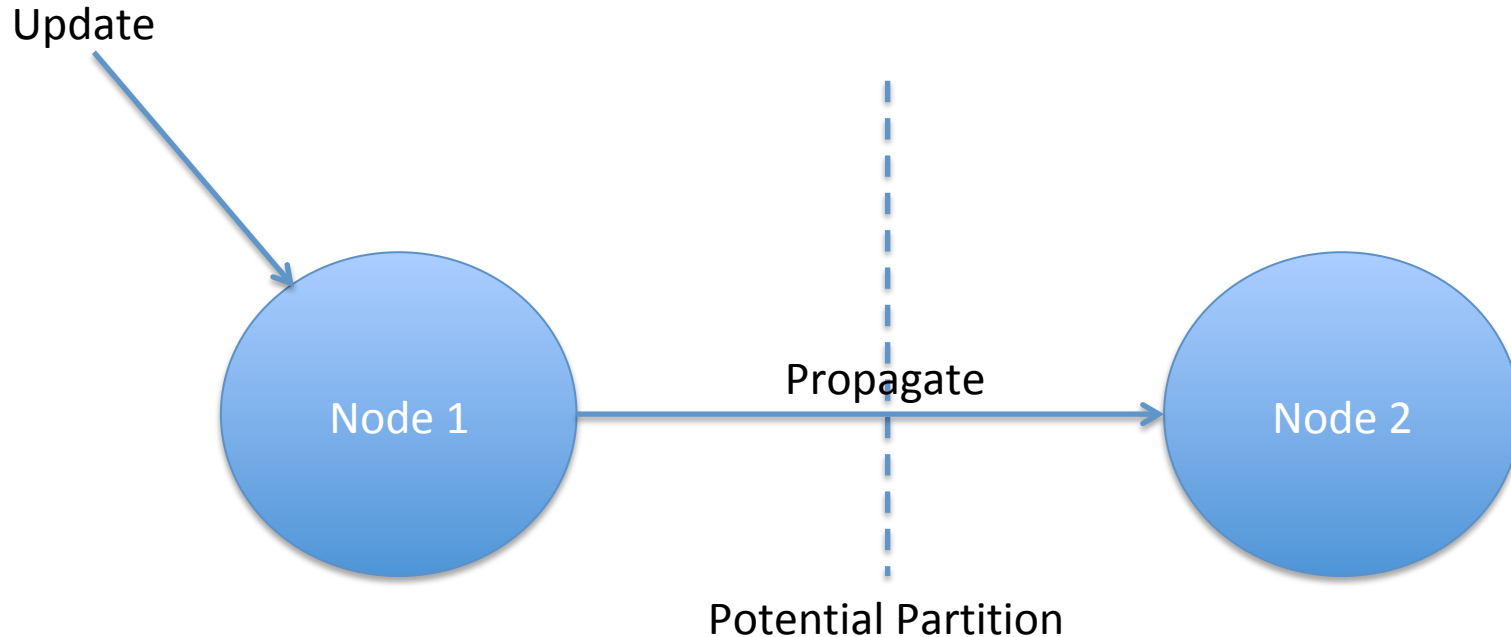 Update
Propagate
Node 1
Node 2
Potential Partition